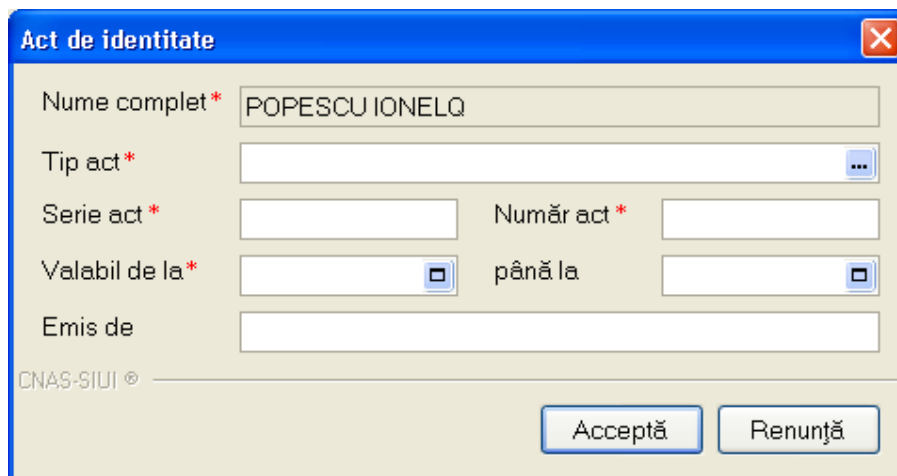 Act de identitate
Nume complet* POPESCU IONELQ
Tip act* ...
Serie act* Număr act*
Valabil de la* până la
Emis de
CNAS-SIUI ®
Acceptă Renunţă